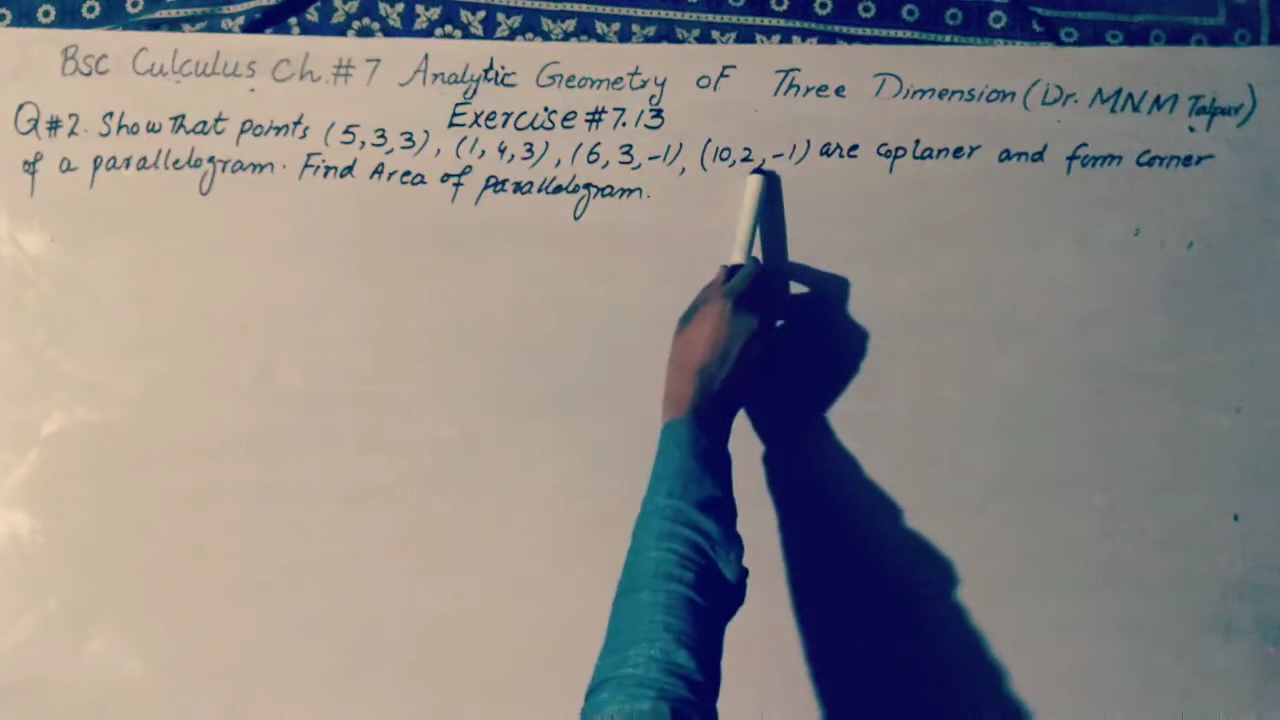 Bsc Culculus Ch.#7 Analytic Geometry of Three Dimension (Dr. MNM Talpur)
Exercise #7.13
Q#2. Show that points (5,3,3), (1,4,3), (6,3,-1), (10,2,-1) are coplaner and form corner
of a parallelogram. Find Area of parallelogram.